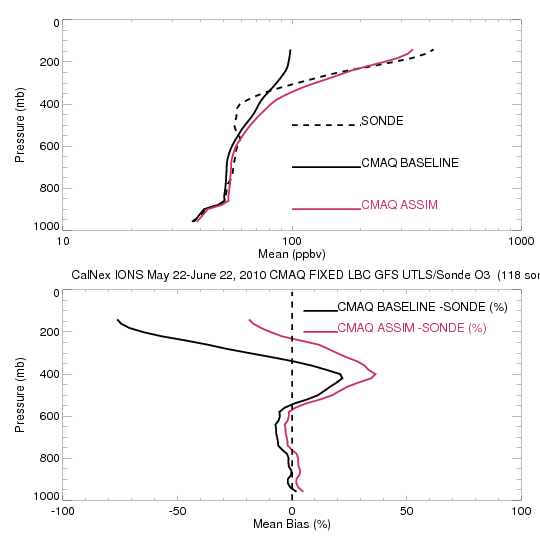 0
200
400
600
800
1000
Pressure (mb)
SONDE
CMAQ BASELINE
CMAQ ASSIM
10
100
1000
Mean (ppbv)
CalNex IONS May 22-June 22, 2010 CMAQ FIXED LBC GFS UTLS/Sonde O3 (118 son
0
200
400
600
800
1000
Pressure (mb)
CMAQ BASELINE -SONDE (%)
CMAQ ASSIM -SONDE (%)
-100
-50
0
50
100
Mean Bias (%)